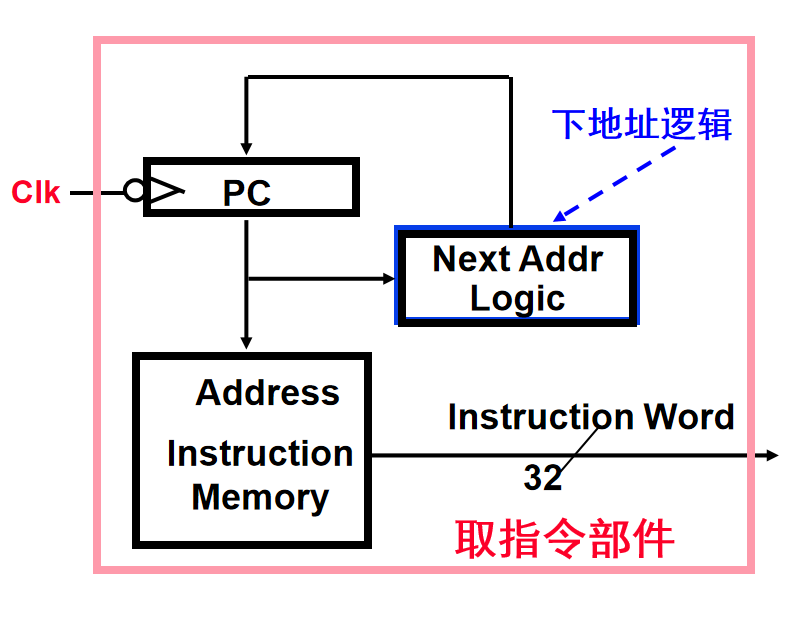 下地址逻辑
Clk
PC
Next Addr
Logic
Address
Instruction
Memory
Instruction Word
32
取指令部件